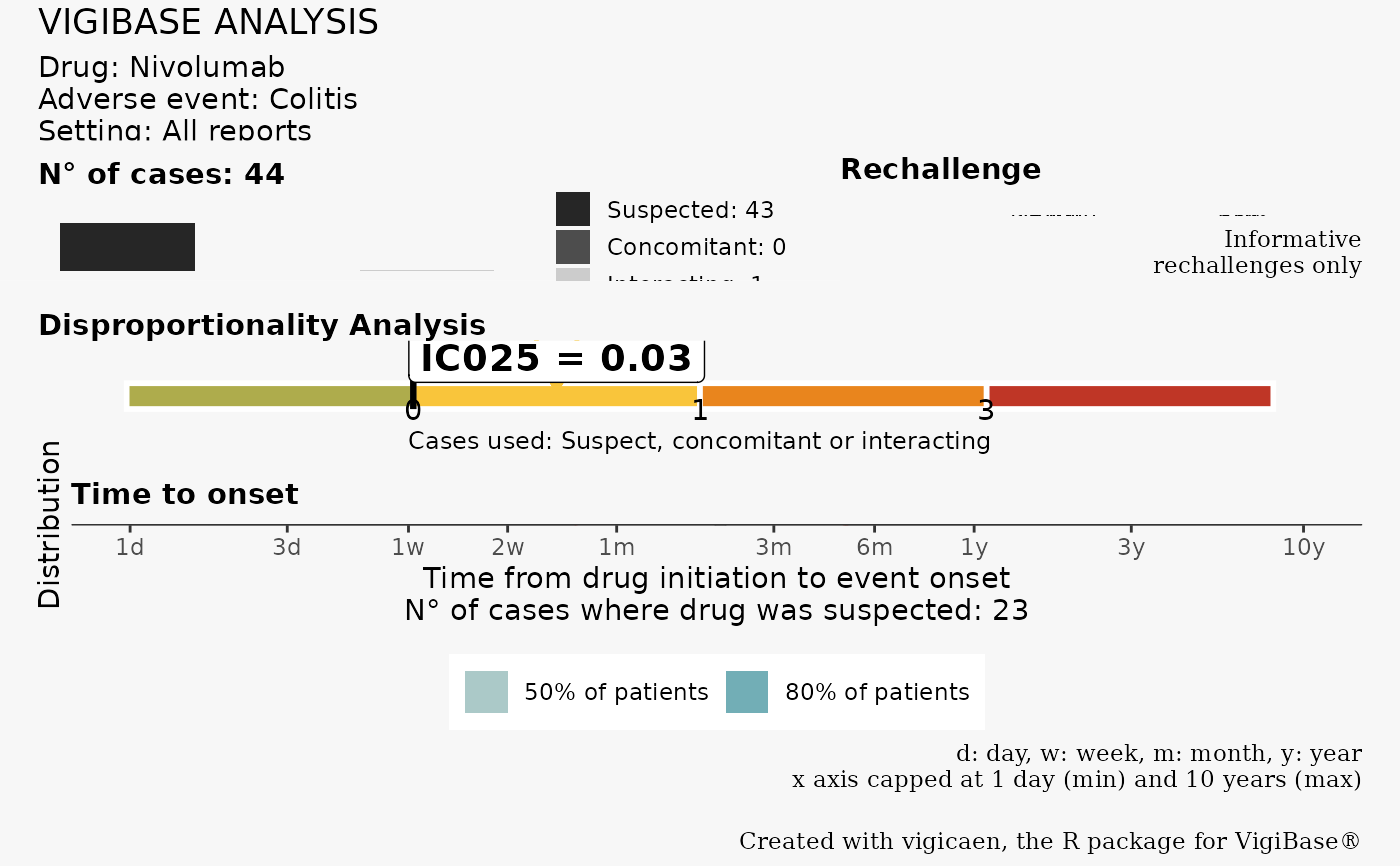 VIGIBASE ANALYSIS
Drug: Nivolumab
Adverse event: Colitis
Setting: All reports
N° of cases: 44
Suspected: 43
Concomitant: 0
Interacting: 1
Rechallenge
Informative
rechallenges only
Disproportionality Analysis
IC025 = 0.03
0 1 3
Cases used: Suspect, concomitant or interacting
Distribution
Time to onset
1d 3d 1w 2w 1m 3m 6m 1y 3y 10y
Time from drug initiation to event onset
N° of cases where drug was suspected: 23
50% of patients
80% of patients
d: day, w: week, m: month, y: year
x axis capped at 1 day (min) and 10 years (max)
Created with vigicaen, the R package for VigiBase®